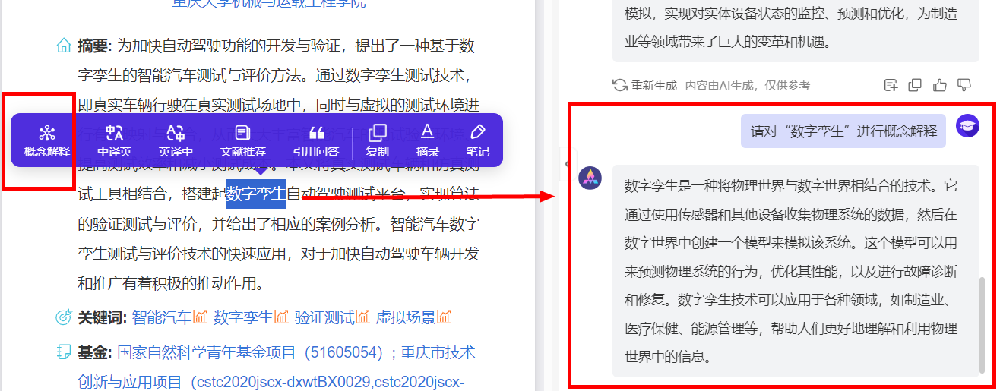 重庆大学机械与运载工程学院
摘要: 为加快自动驾驶功能的开发与验证，提出了一种基于数
字孪生的智能汽车测试与评价方法。通过数字孪生测试技术，
即真实车辆行驶在真实测试场地中，同时与虚拟的测试环境进
概念解释 中译英 英译中 文献推荐 引用问答 复制 摘录 笔记
试工具相结合，搭建起数字孪生自动驾驶测试平台，实现算法
的验证测试与评价，并给出了相应的案例分析。智能汽车数字
孪生测试与评价技术的快速应用，对于加快自动驾驶车辆开发
和推广有着积极的推动作用。
关键词: 智能汽车 数字孪生 验证测试 虚拟场景
基金: 国家自然科学青年基金项目（51605054）; 重庆市技术
创新与应用项目（cstc2020jscx-dxwtBX0029,cstc2020jscx-
模拟，实现对实体设备状态的监控、预测和优化，为制造
业等领域带来了巨大的变革和机遇。
重新生成 内容由AI生成，仅供参考
请对“数字孪生”进行概念解释
数字孪生是一种将物理世界与数字世界相结合的技术。它
通过使用传感器和其他设备收集物理系统的数据，然后在
数字世界中创建一个模型来模拟该系统。这个模型可以用
来预测物理系统的行为，优化其性能，以及进行故障诊断
和修复。数字孪生技术可以应用于各种领域，如制造业、
医疗保健、能源管理等，帮助人们更好地理解和利用物理
世界中的信息。